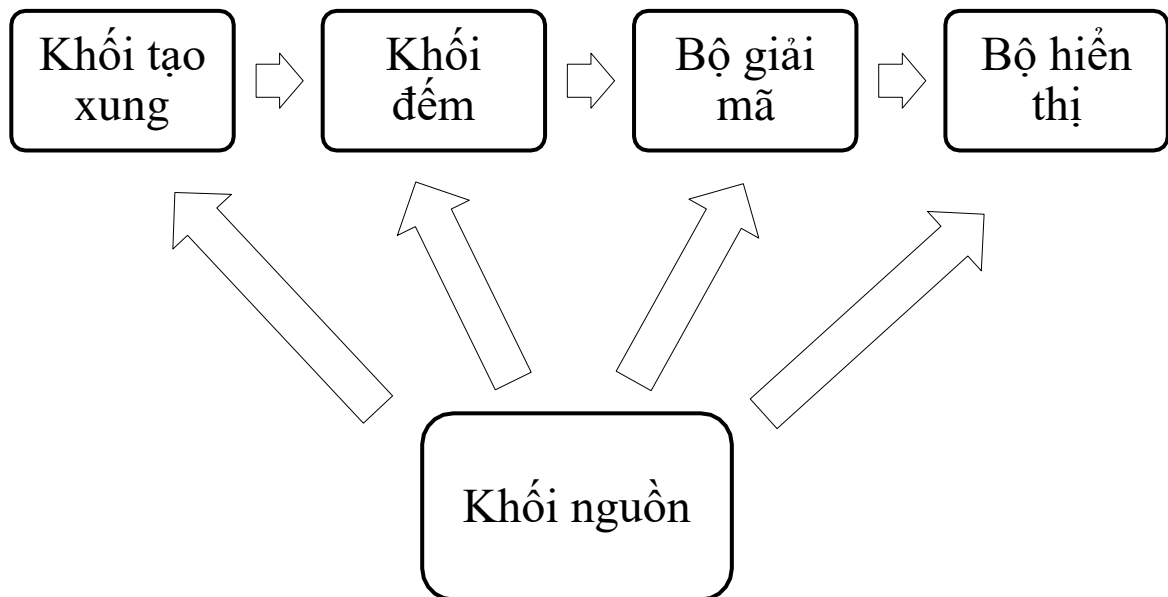 Khối tạo
xung
Khối
đếm
Bộ giải
mã
Bộ hiển
thị
Khối nguồn